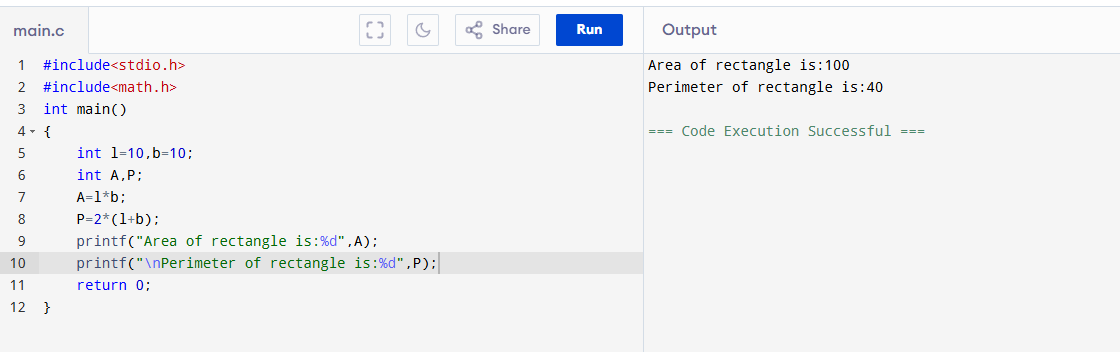 main.c
Share
Run
Output
1 #include<stdio.h>
2 #include<math.h>
3 int main()
4 {
5     int l=10,b=10;
6     int A,P;
7     A=l*b;
8     P=2*(l+b);
9     printf("Area of rectangle is:%d",A);
10     printf("\nPerimeter of rectangle is:%d",P);
11     return 0;
12 }
Area of rectangle is:100
Perimeter of rectangle is:40
=== Code Execution Successful ===